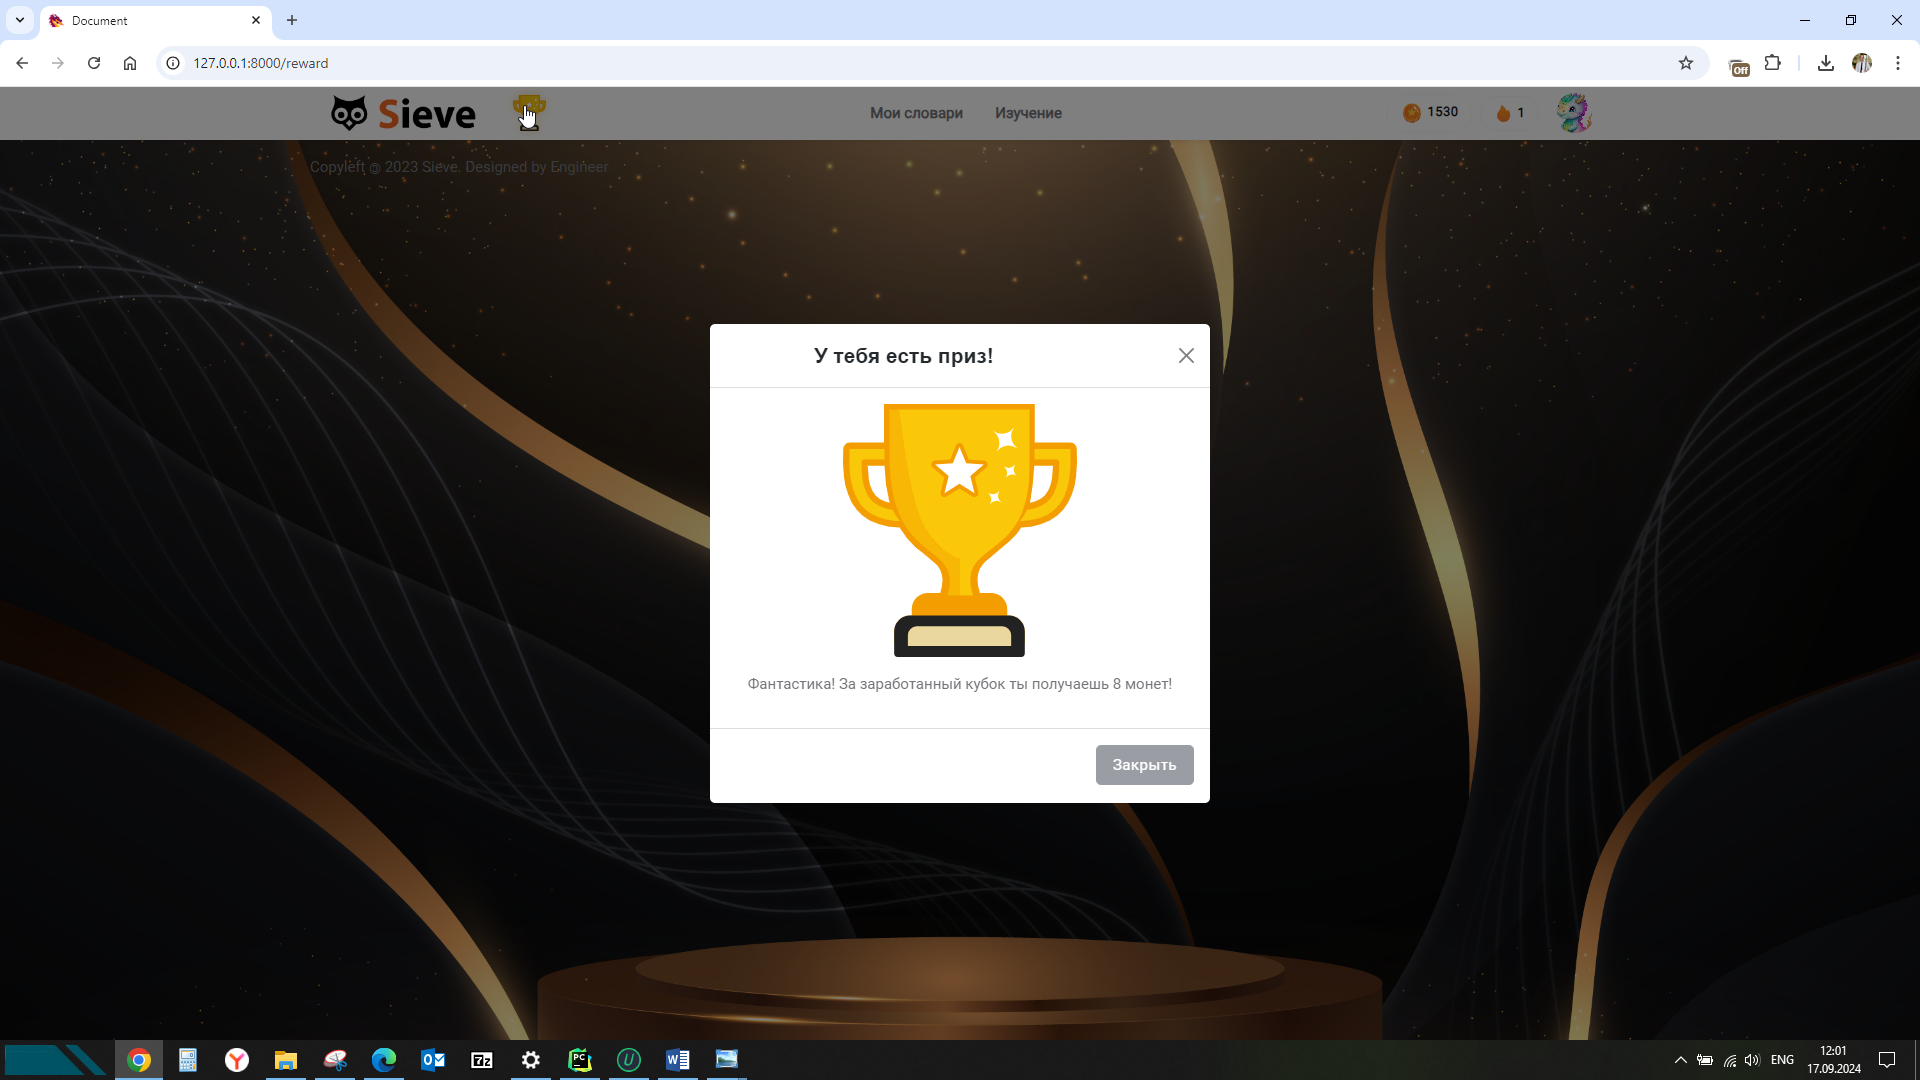 Document
127.0.0.1:8000/reward
Off
Sieve
Мои словари
Изучение
1530
1
Copyleft @ 2023 Sieve. Designed by Engineer
У тебя есть приз!
Фантастика! За заработанный кубок ты получаешь 8 монет!
Закрыть
7z
PC
U
ENG
12:01
17.09.2024